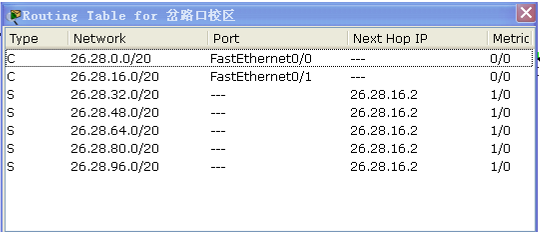 Routing Table for 岔路口校区
Type Network Port Next Hop IP Metric
C 26.28.0.0/20 FastEthernet0/0 --- 0/0
C 26.28.16.0/20 FastEthernet0/1 --- 0/0
S 26.28.32.0/20 --- 26.28.16.2 1/0
S 26.28.48.0/20 --- 26.28.16.2 1/0
S 26.28.64.0/20 --- 26.28.16.2 1/0
S 26.28.80.0/20 --- 26.28.16.2 1/0
S 26.28.96.0/20 --- 26.28.16.2 1/0